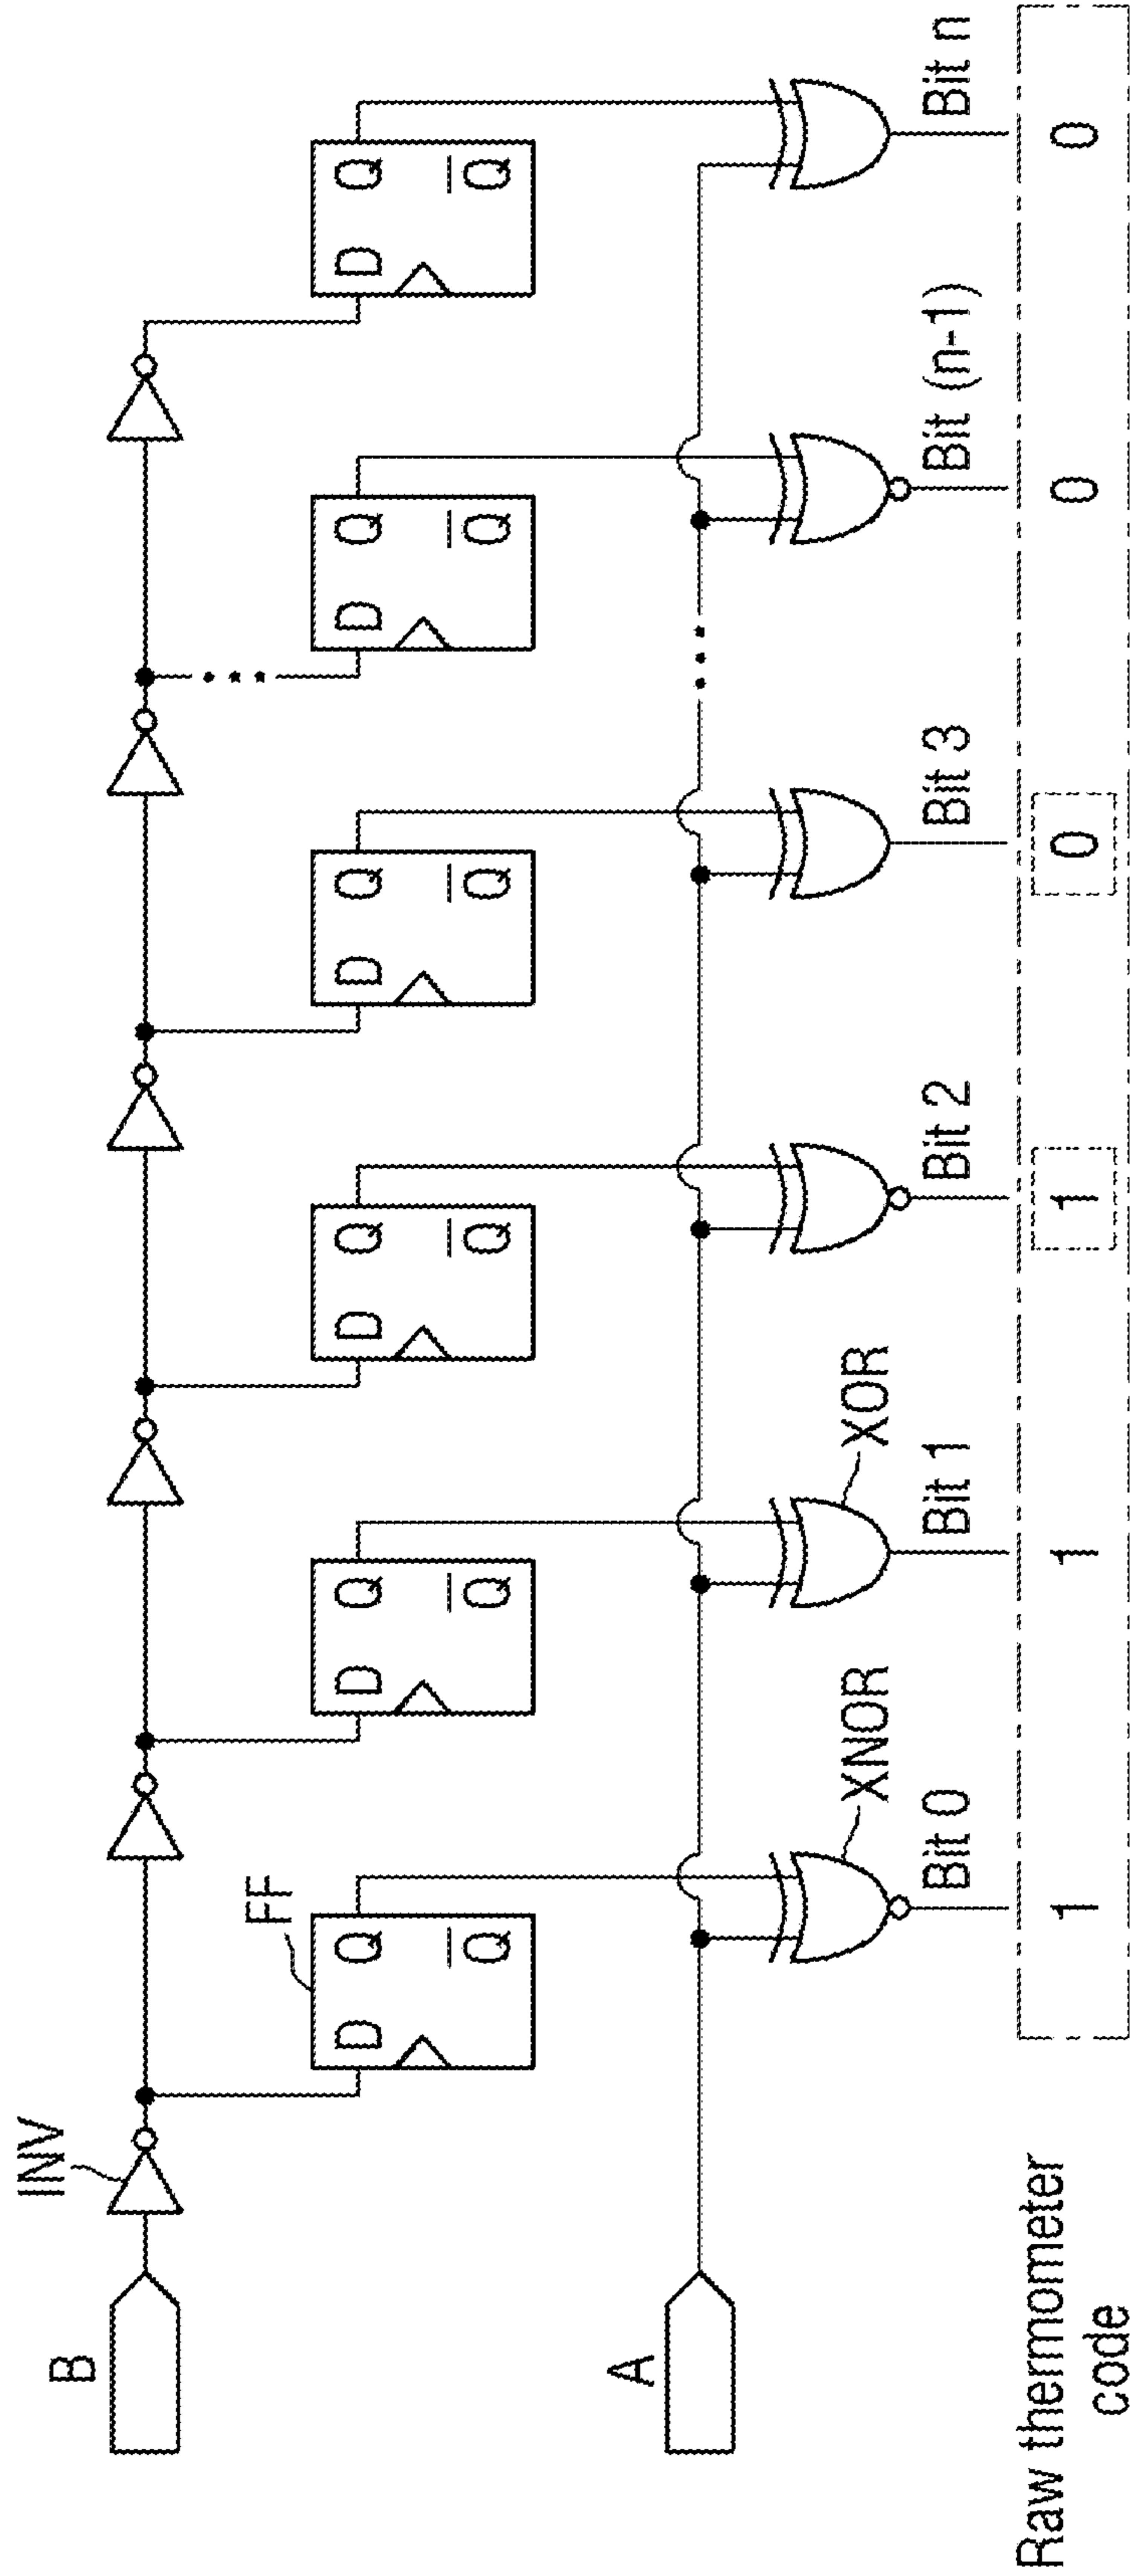 B
INV
FF
D Q
Q
D Q
Q
D Q
Q
D Q
Q
D Q
Q
D Q
Q
A
XNOR
XOR
Bit 0
Bit 1
Bit 2
Bit 3
Bit (n-1)
Bit n
Raw thermometer
code
1 1 1 0 0 0